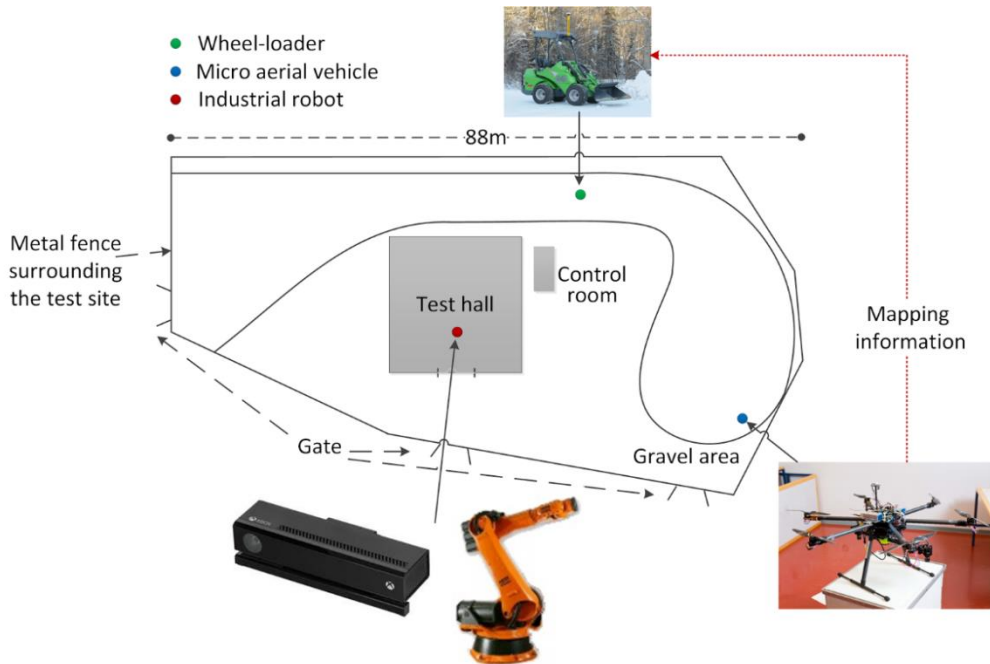 Wheel-loader
Micro aerial vehicle
Industrial robot
88m
Metal fence
surrounding
the test site
Test hall
Control
room
Mapping
information
Gate
Gravel area
XBOX